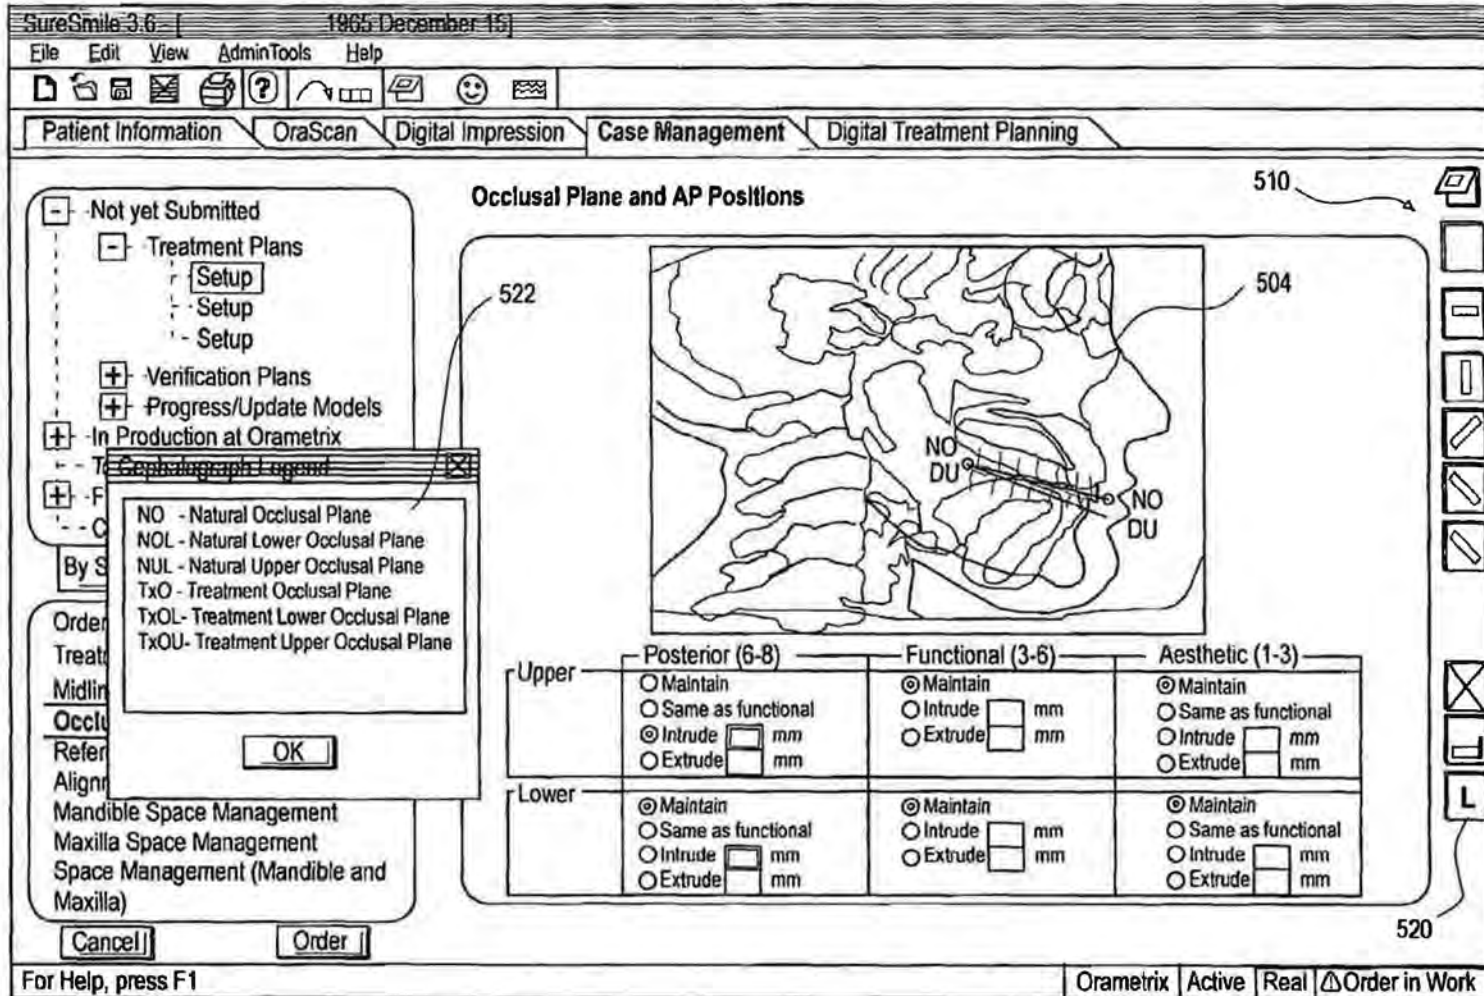 SureSmile 3.6 - [ 1965 December 15]
File Edit View AdminTools Help
?
Patient Information OraScan Digital Impression Case Management Digital Treatment Planning
Not yet Submitted
Treatment Plans
Setup
Setup
Setup
Verification Plans
Progress/Update Models
In Production at Orametrix
T
F
C
By S
Cephalograph Legend
NO - Natural Occlusal Plane
NOL - Natural Lower Occlusal Plane
NUL - Natural Upper Occlusal Plane
TxO - Treatment Occlusal Plane
TxOL- Treatment Lower Occlusal Plane
TxOU- Treatment Upper Occlusal Plane
OK
522
Order
Treat
Midlin
Occlu
Refer
Alignr
Mandible Space Management
Maxilla Space Management
Space Management (Mandible and
Maxilla)
Cancel Order
Occlusal Plane and AP Positions
510
504
NO
DU
NO
DU
Posterior (6-8) Functional (3-6) Aesthetic (1-3)
Upper
Maintain Maintain Maintain
Same as functional Intrude mm Same as functional
Intrude mm Extrude mm Intrude mm
Extrude mm Extrude mm
Lower
Maintain Maintain Maintain
Same as functional Intrude mm Same as functional
Intrude mm Extrude mm Intrude mm
Extrude mm Extrude mm
L
520
For Help, press F1 Orametrix Active Real Order in Work